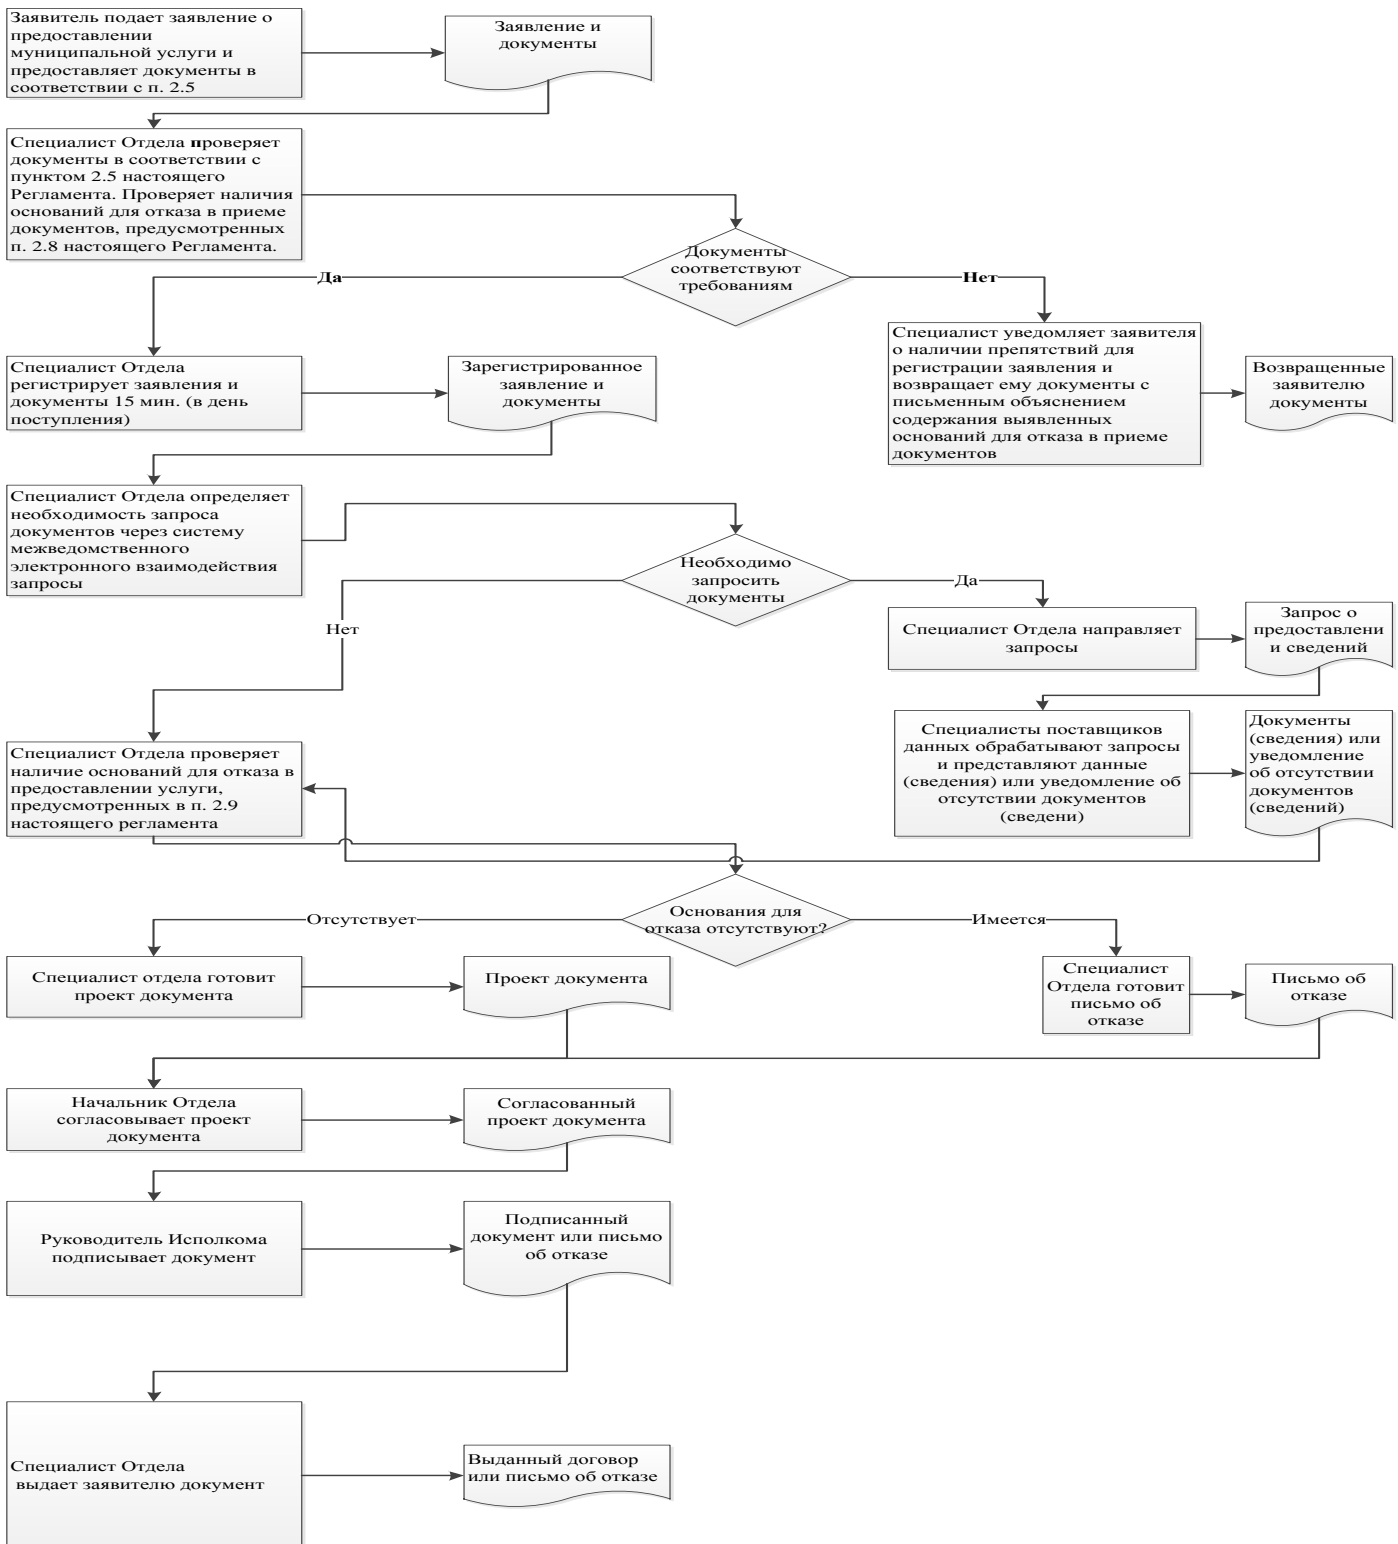 Заявитель подает заявление о
предоставлении
муниципальной услуги и
предоставляет документы в
соответствии с п. 2.5
Заявление и
документы
Специалист Отдела проверяет
документы в соответствии с
пунктом 2.5 настоящего
Регламента. Проверяет наличия
оснований для отказа в приеме
документов, предусмотренных
п. 2.8 настоящего Регламента.
Документы
соответствуют
требованиям
Да
Нет
Специалист Отдела
регистрирует заявления и
документы 15 мин. (в день
поступления)
Зарегистрированное
заявление и
документы
Специалист уведомляет заявителя
о наличии препятствий для
регистрации заявления и
возвращает ему документы с
письменным объяснением
содержания выявленных
оснований для отказа в приеме
документов
Возвращенные
заявителю
документы
Специалист Отдела определяет
необходимость запроса
документов через систему
межведомственного
электронного взаимодействия
запросы
Необходимо
запросить
документы
Да
Нет
Специалист Отдела направляет
запросы
Запрос о
предоставлени
и сведений
Специалисты поставщиков
данных обрабатывают запросы
и представляют данные
(сведения) или уведомление об
отсутствии документов
(сведени)
Документы
(сведения) или
уведомление
об отсутствии
документов
(сведений)
Специалист Отдела проверяет
наличие оснований для отказа в
предоставлении услуги,
предусмотренных в п. 2.9
настоящего регламента
Основания для
отказа отсутствуют?
Отсутствует
Имеется
Специалист отдела готовит
проект документа
Проект документа
Специалист
Отдела готовит
письмо об
отказе
Письмо об
отказе
Начальник Отдела
согласовывает проект
документа
Согласованный
проект документа
Руководитель Исполкома
подписывает документ
Подписанный
документ или письмо
об отказе
Специалист Отдела
выдает заявителю документ
Выданный договор
или письмо об отказе